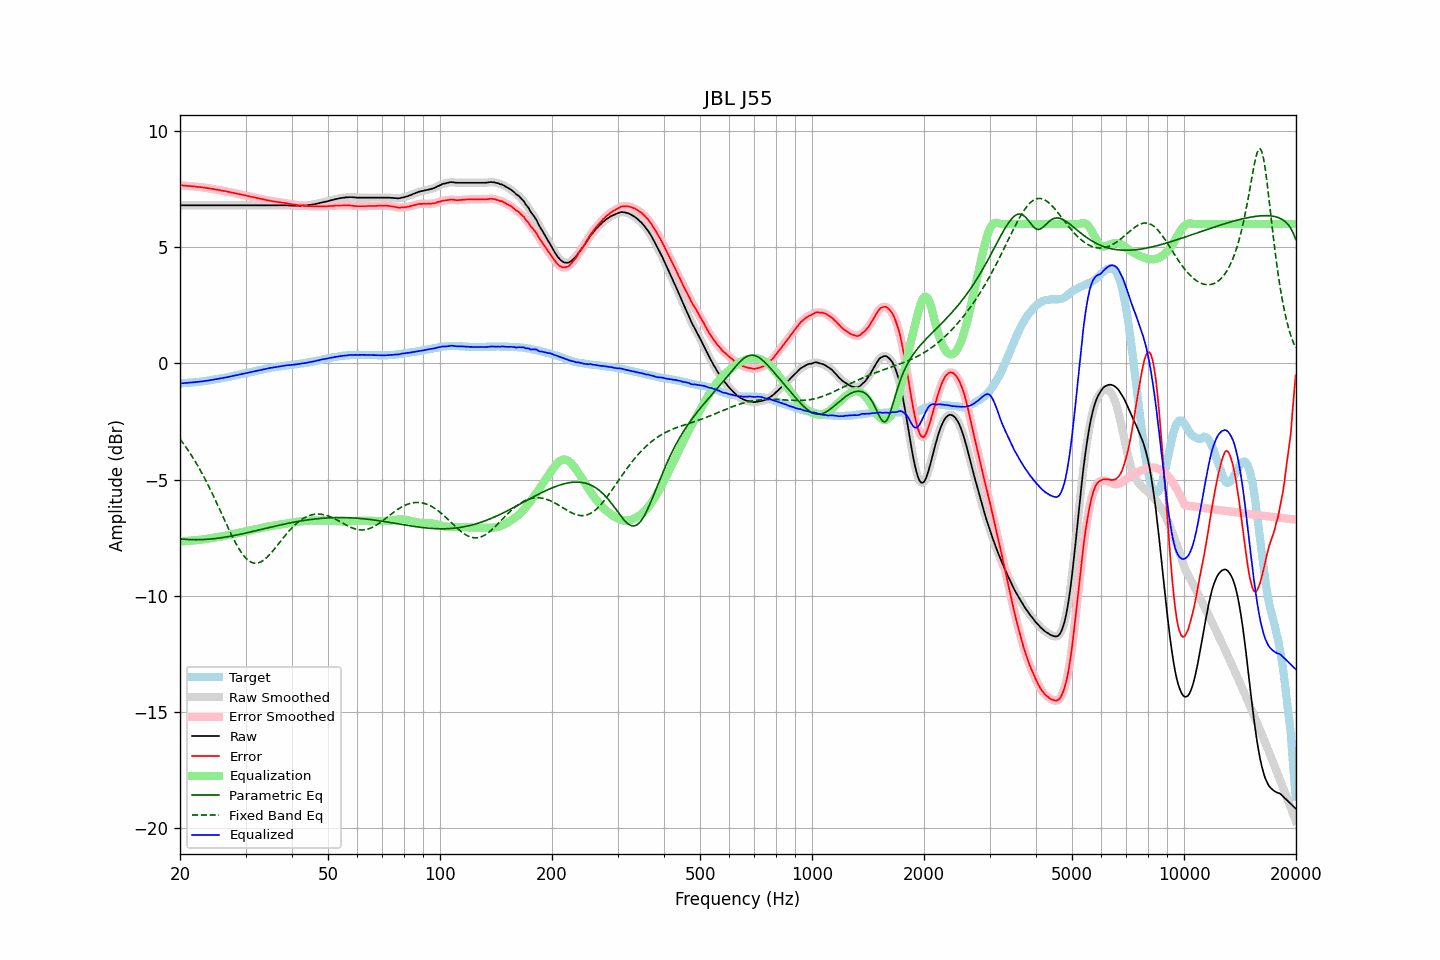 JBL J55
10
5
0
−5
−10
−15
−20
Amplitude (dBr)
Target
Raw Smoothed
Error Smoothed
Raw
Error
Equalization
Parametric Eq
Fixed Band Eq
Equalized
20 50 100 200 500 1000 2000 5000 10000 20000
Frequency (Hz)